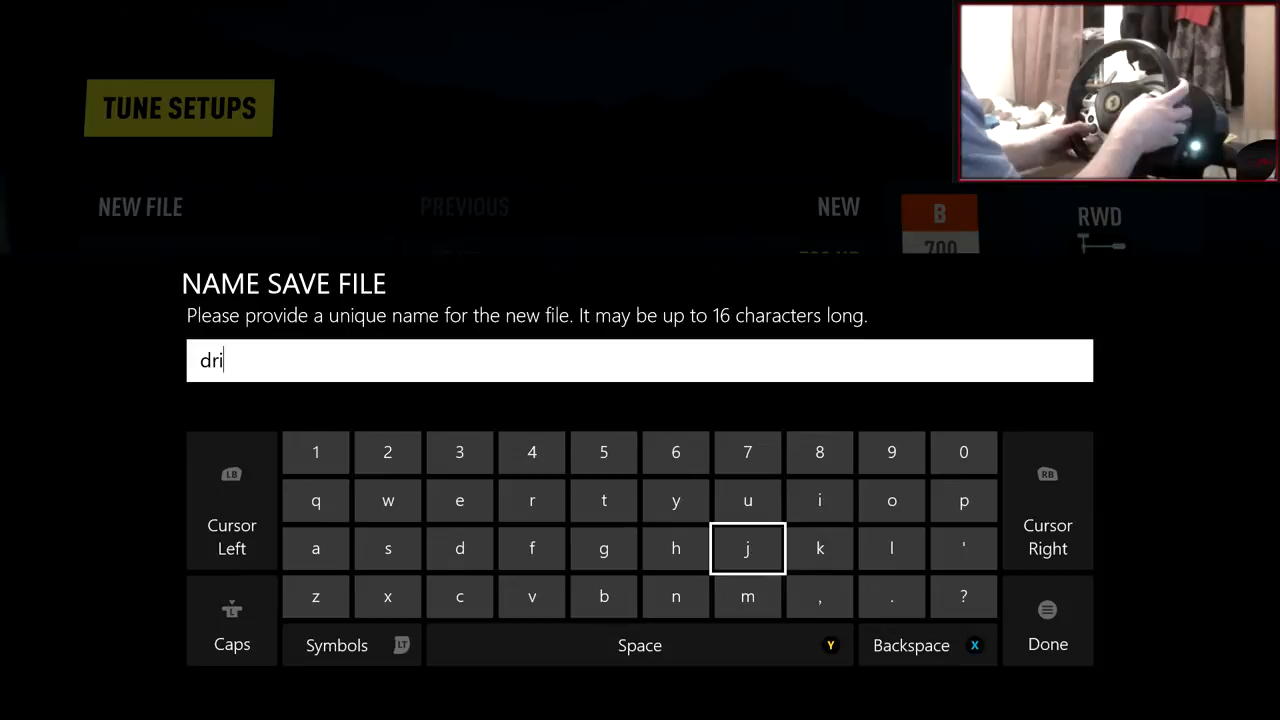 TUNE SETUPS
NEW FILE PREVIOUS NEW B RWD
700
NAME SAVE FILE
Please provide a unique name for the new file. It may be up to 16 characters long.
dri
1 2 3 4 5 6 7 8 9 0
LB RB
q w e r t y u i o p
Cursor Left
Cursor Right
a s d f g h j k l '
z x c v b n m , . ?
L
Caps Symbols LT Space Y Backspace X Done